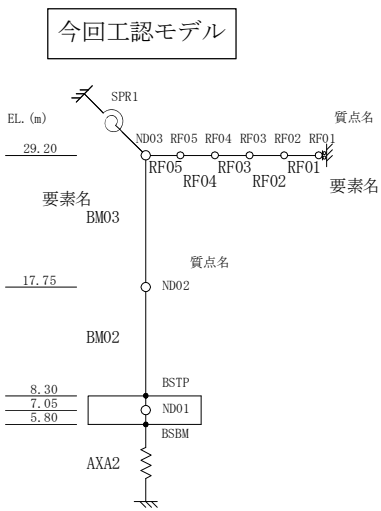 今回工認モデル
SPR1
EL. (m)
質点名
ND03 RF05 RF04 RF03 RF02 RF01
29.20
RF05 RF04 RF03 RF02 RF01
要素名
要素名
BM03
質点名
17.75
ND02
BM02
BSTP
8.30
7.05
ND01
5.80
BSBM
AXA2